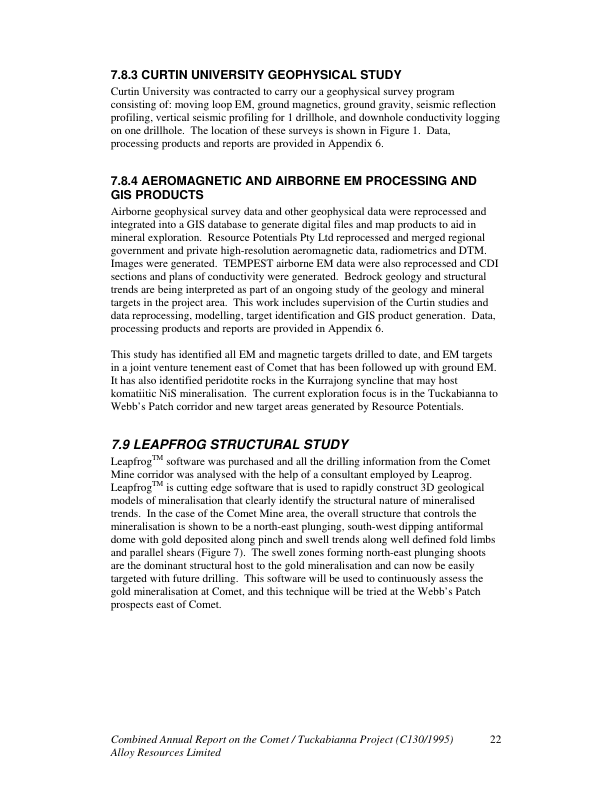 7.8.3 CURTIN UNIVERSITY GEOPHYSICAL STUDY
Curtin University was contracted to carry our a geophysical survey program
consisting of: moving loop EM, ground magnetics, ground gravity, seismic reflection
profiling, vertical seismic profiling for 1 drillhole, and downhole conductivity logging
on one drillhole.  The location of these surveys is shown in Figure 1.  Data,
processing products and reports are provided in Appendix 6.
7.8.4 AEROMAGNETIC AND AIRBORNE EM PROCESSING AND
GIS PRODUCTS
Airborne geophysical survey data and other geophysical data were reprocessed and
integrated into a GIS database to generate digital files and map products to aid in
mineral exploration.  Resource Potentials Pty Ltd reprocessed and merged regional
government and private high-resolution aeromagnetic data, radiometrics and DTM.
Images were generated.  TEMPEST airborne EM data were also reprocessed and CDI
sections and plans of conductivity were generated.  Bedrock geology and structural
trends are being interpreted as part of an ongoing study of the geology and mineral
targets in the project area.  This work includes supervision of the Curtin studies and
data reprocessing, modelling, target identification and GIS product generation.  Data,
processing products and reports are provided in Appendix 6.
This study has identified all EM and magnetic targets drilled to date, and EM targets
in a joint venture tenement east of Comet that has been followed up with ground EM.
It has also identified peridotite rocks in the Kurrajong syncline that may host
komatiitic NiS mineralisation.  The current exploration focus is in the Tuckabianna to
Webb's Patch corridor and new target areas generated by Resource Potentials.
7.9 LEAPFROG STRUCTURAL STUDY
Leapfrog™ software was purchased and all the drilling information from the Comet
Mine corridor was analysed with the help of a consultant employed by Leaprog.
Leapfrog™ is cutting edge software that is used to rapidly construct 3D geological
models of mineralisation that clearly identify the structural nature of mineralised
trends.  In the case of the Comet Mine area, the overall structure that controls the
mineralisation is shown to be a north-east plunging, south-west dipping antiformal
dome with gold deposited along pinch and swell trends along well defined fold limbs
and parallel shears (Figure 7).  The swell zones forming north-east plunging shoots
are the dominant structural host to the gold mineralisation and can now be easily
targeted with future drilling.  This software will be used to continuously assess the
gold mineralisation at Comet, and this technique will be tried at the Webb's Patch
prospects east of Comet.
Combined Annual Report on the Comet / Tuckabianna Project (C130/1995) 22
Alloy Resources Limited